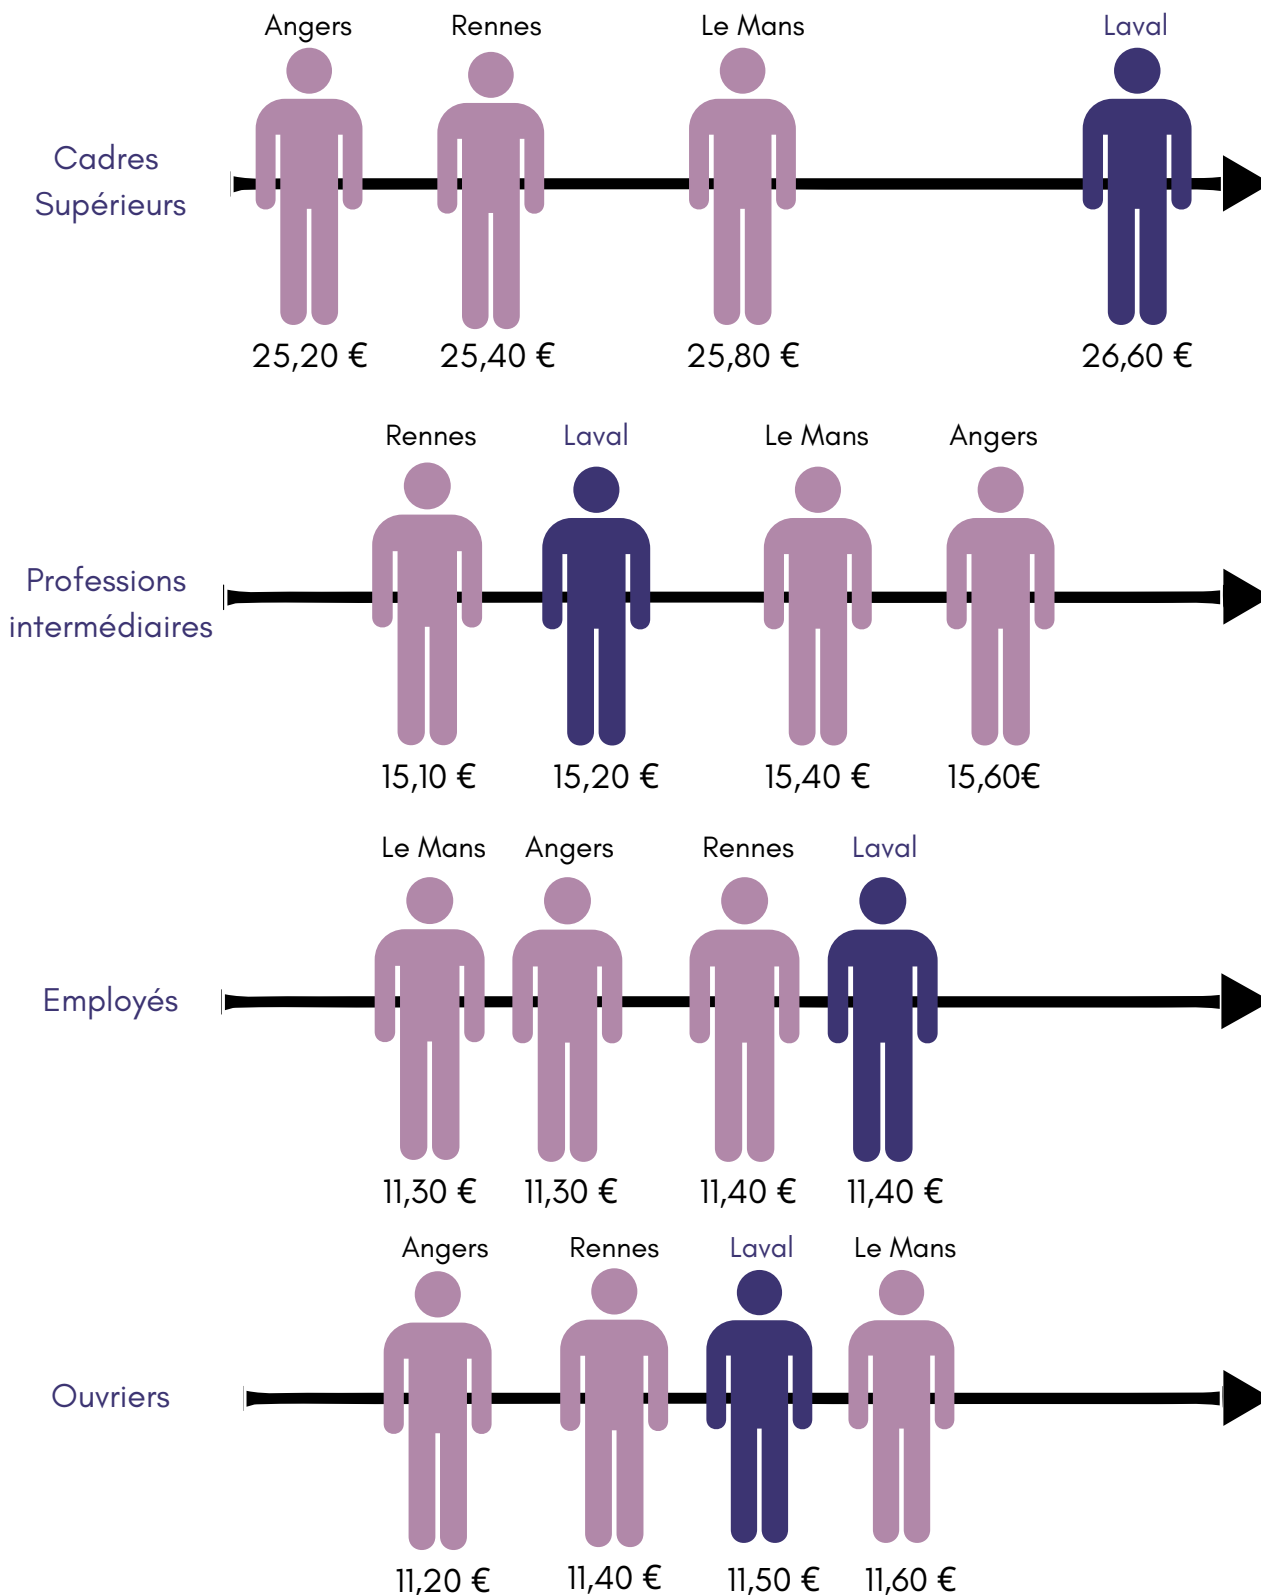 Angers Rennes Le Mans Laval
Cadres
Supérieurs
25,20 € 25,40 € 25,80 € 26,60 €
Rennes Laval Le Mans Angers
Professions
intermédiaires
15,10 € 15,20 € 15,40 € 15,60€
Le Mans Angers Rennes Laval
Employés
11,30 € 11,30 € 11,40 € 11,40 €
Angers Rennes Laval Le Mans
Ouvriers
11,20 € 11,40 € 11,50 € 11,60 €